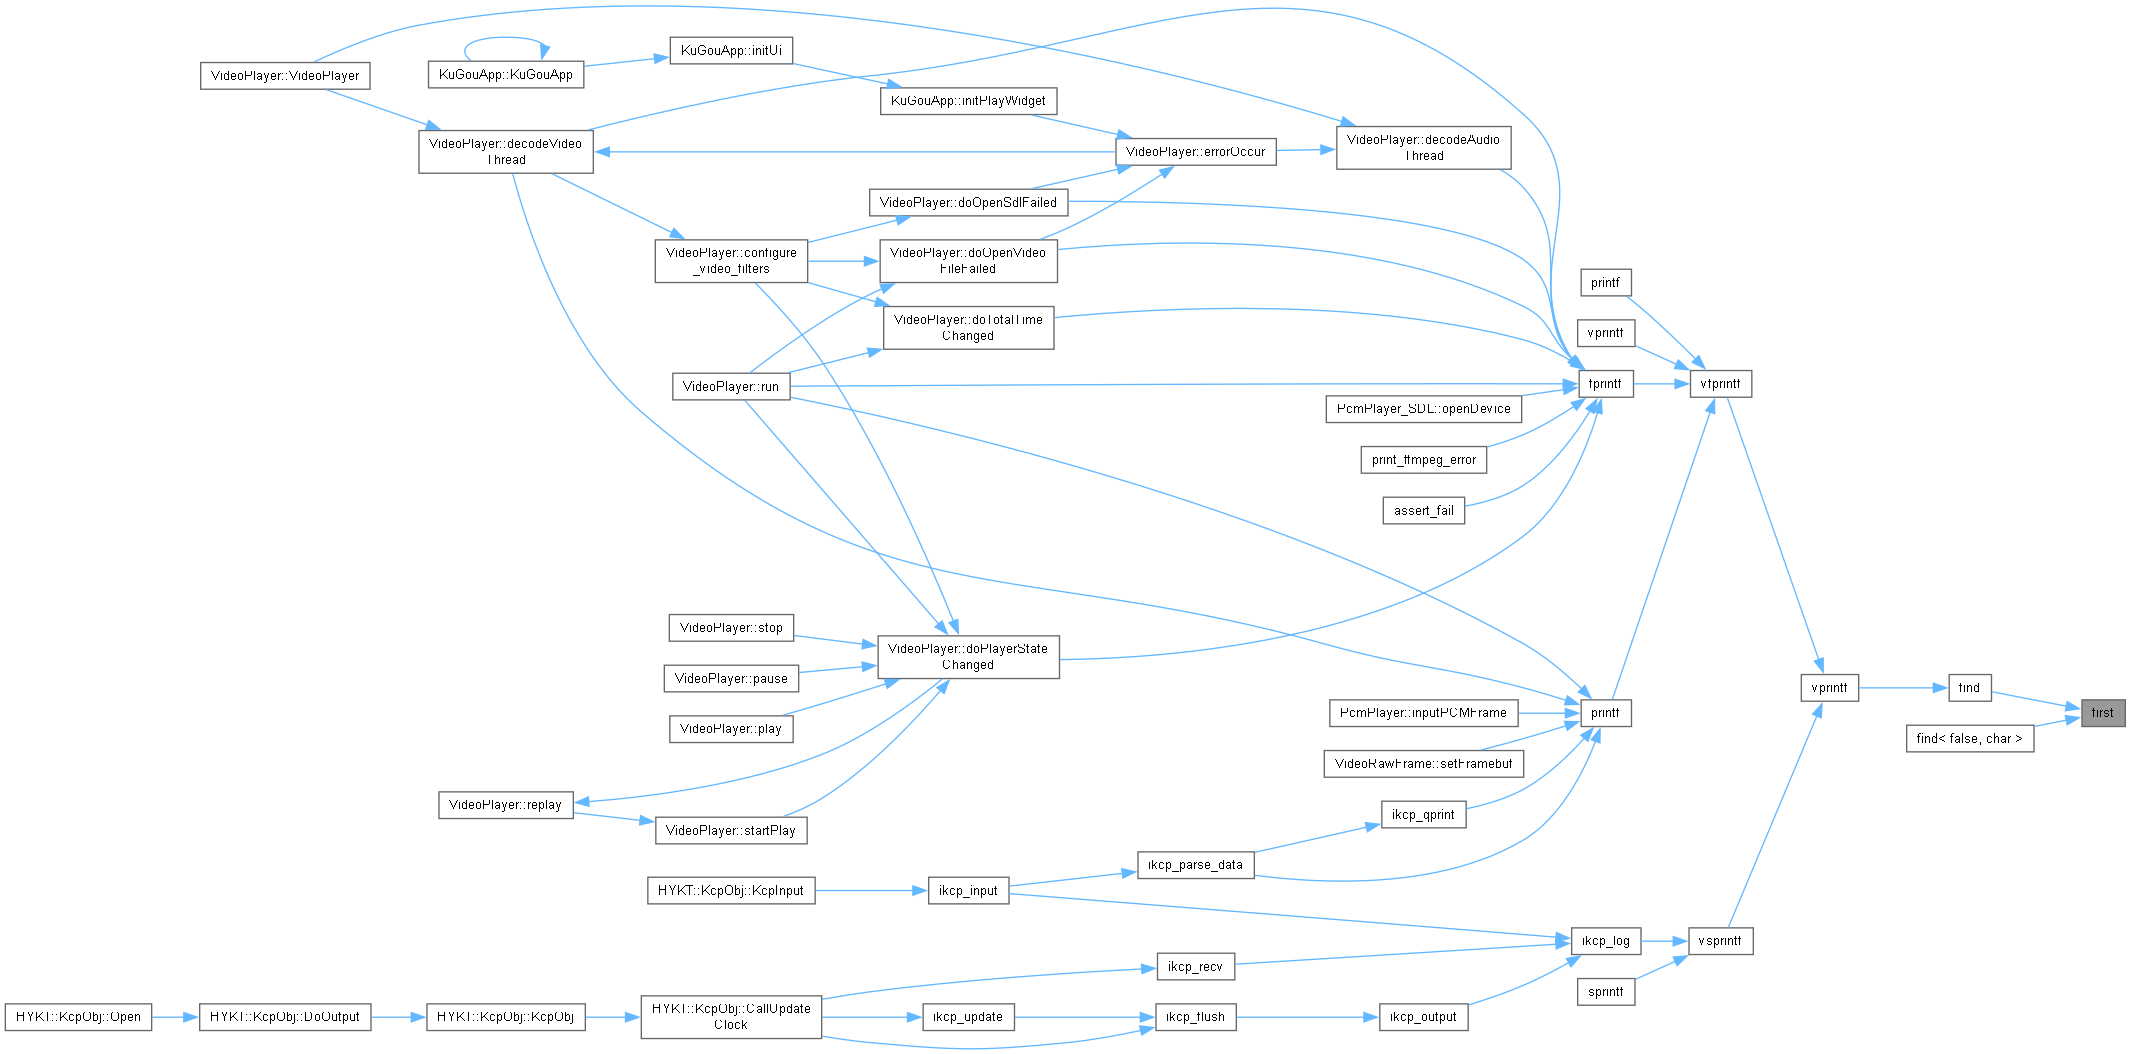 KuGouApp::initUi
VideoPlayer::VideoPlayer
KuGouApp::KuGouApp
KuGouApp::initPlayWidget
VideoPlayer::decodeVideo
Thread
VideoPlayer::errorOccur
VideoPlayer::decodeAudio
Thread
VideoPlayer::doOpenSdlFailed
VideoPlayer::configure
_video_filters
VideoPlayer::doOpenVideo
FileFailed
printf
VideoPlayer::doTotalTime
Changed
vprintf
VideoPlayer::run
fprintf
vfprintf
PcmPlayer_SDL::openDevice
print_ffmpeg_error
assert_fail
VideoPlayer::stop
VideoPlayer::doPlayerState
Changed
VideoPlayer::pause
VideoPlayer::play
PcmPlayer::inputPCMFrame
printf
vprintf
find
first
find< false, char >
VideoRawFrame::setFramebuf
VideoPlayer::replay
VideoPlayer::startPlay
ikcp_qprint
ikcp_parse_data
HYKT::KcpObj::KcpInput
ikcp_input
ikcp_log
vsprintf
ikcp_recv
sprintf
HYKT::KcpObj::Open
HYKT::KcpObj::DoOutput
HYKT::KcpObj::KcpObj
HYKT::KcpObj::CallUpdate
Clock
ikcp_update
ikcp_flush
ikcp_output